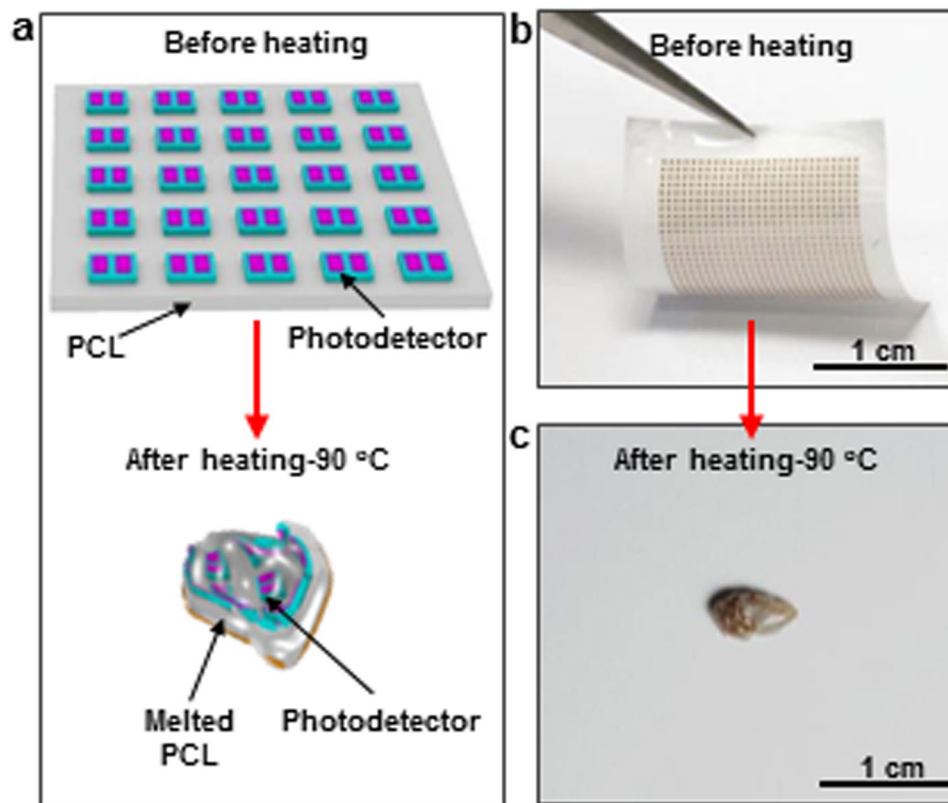 a
Before heating
PCL
Photodetector
After heating-90 °C
Melted
PCL
Photodetector
b
Before heating
1 cm
c
After heating-90 °C
1 cm